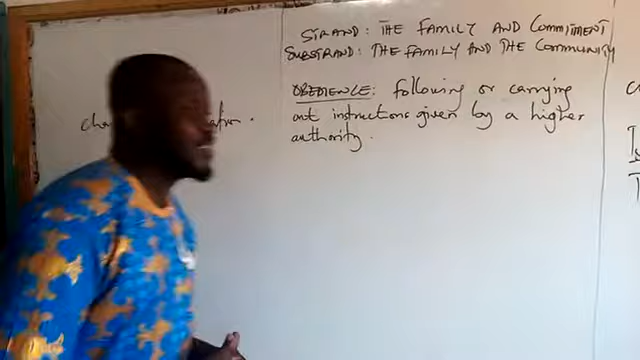 STRAND: THE FAMILY AND COMMITMENT
SUBSTRAND: THE FAMILY AND THE COMMUNITY
OBEDIENCE: following or carrying
out instructions given by a higher
authority.